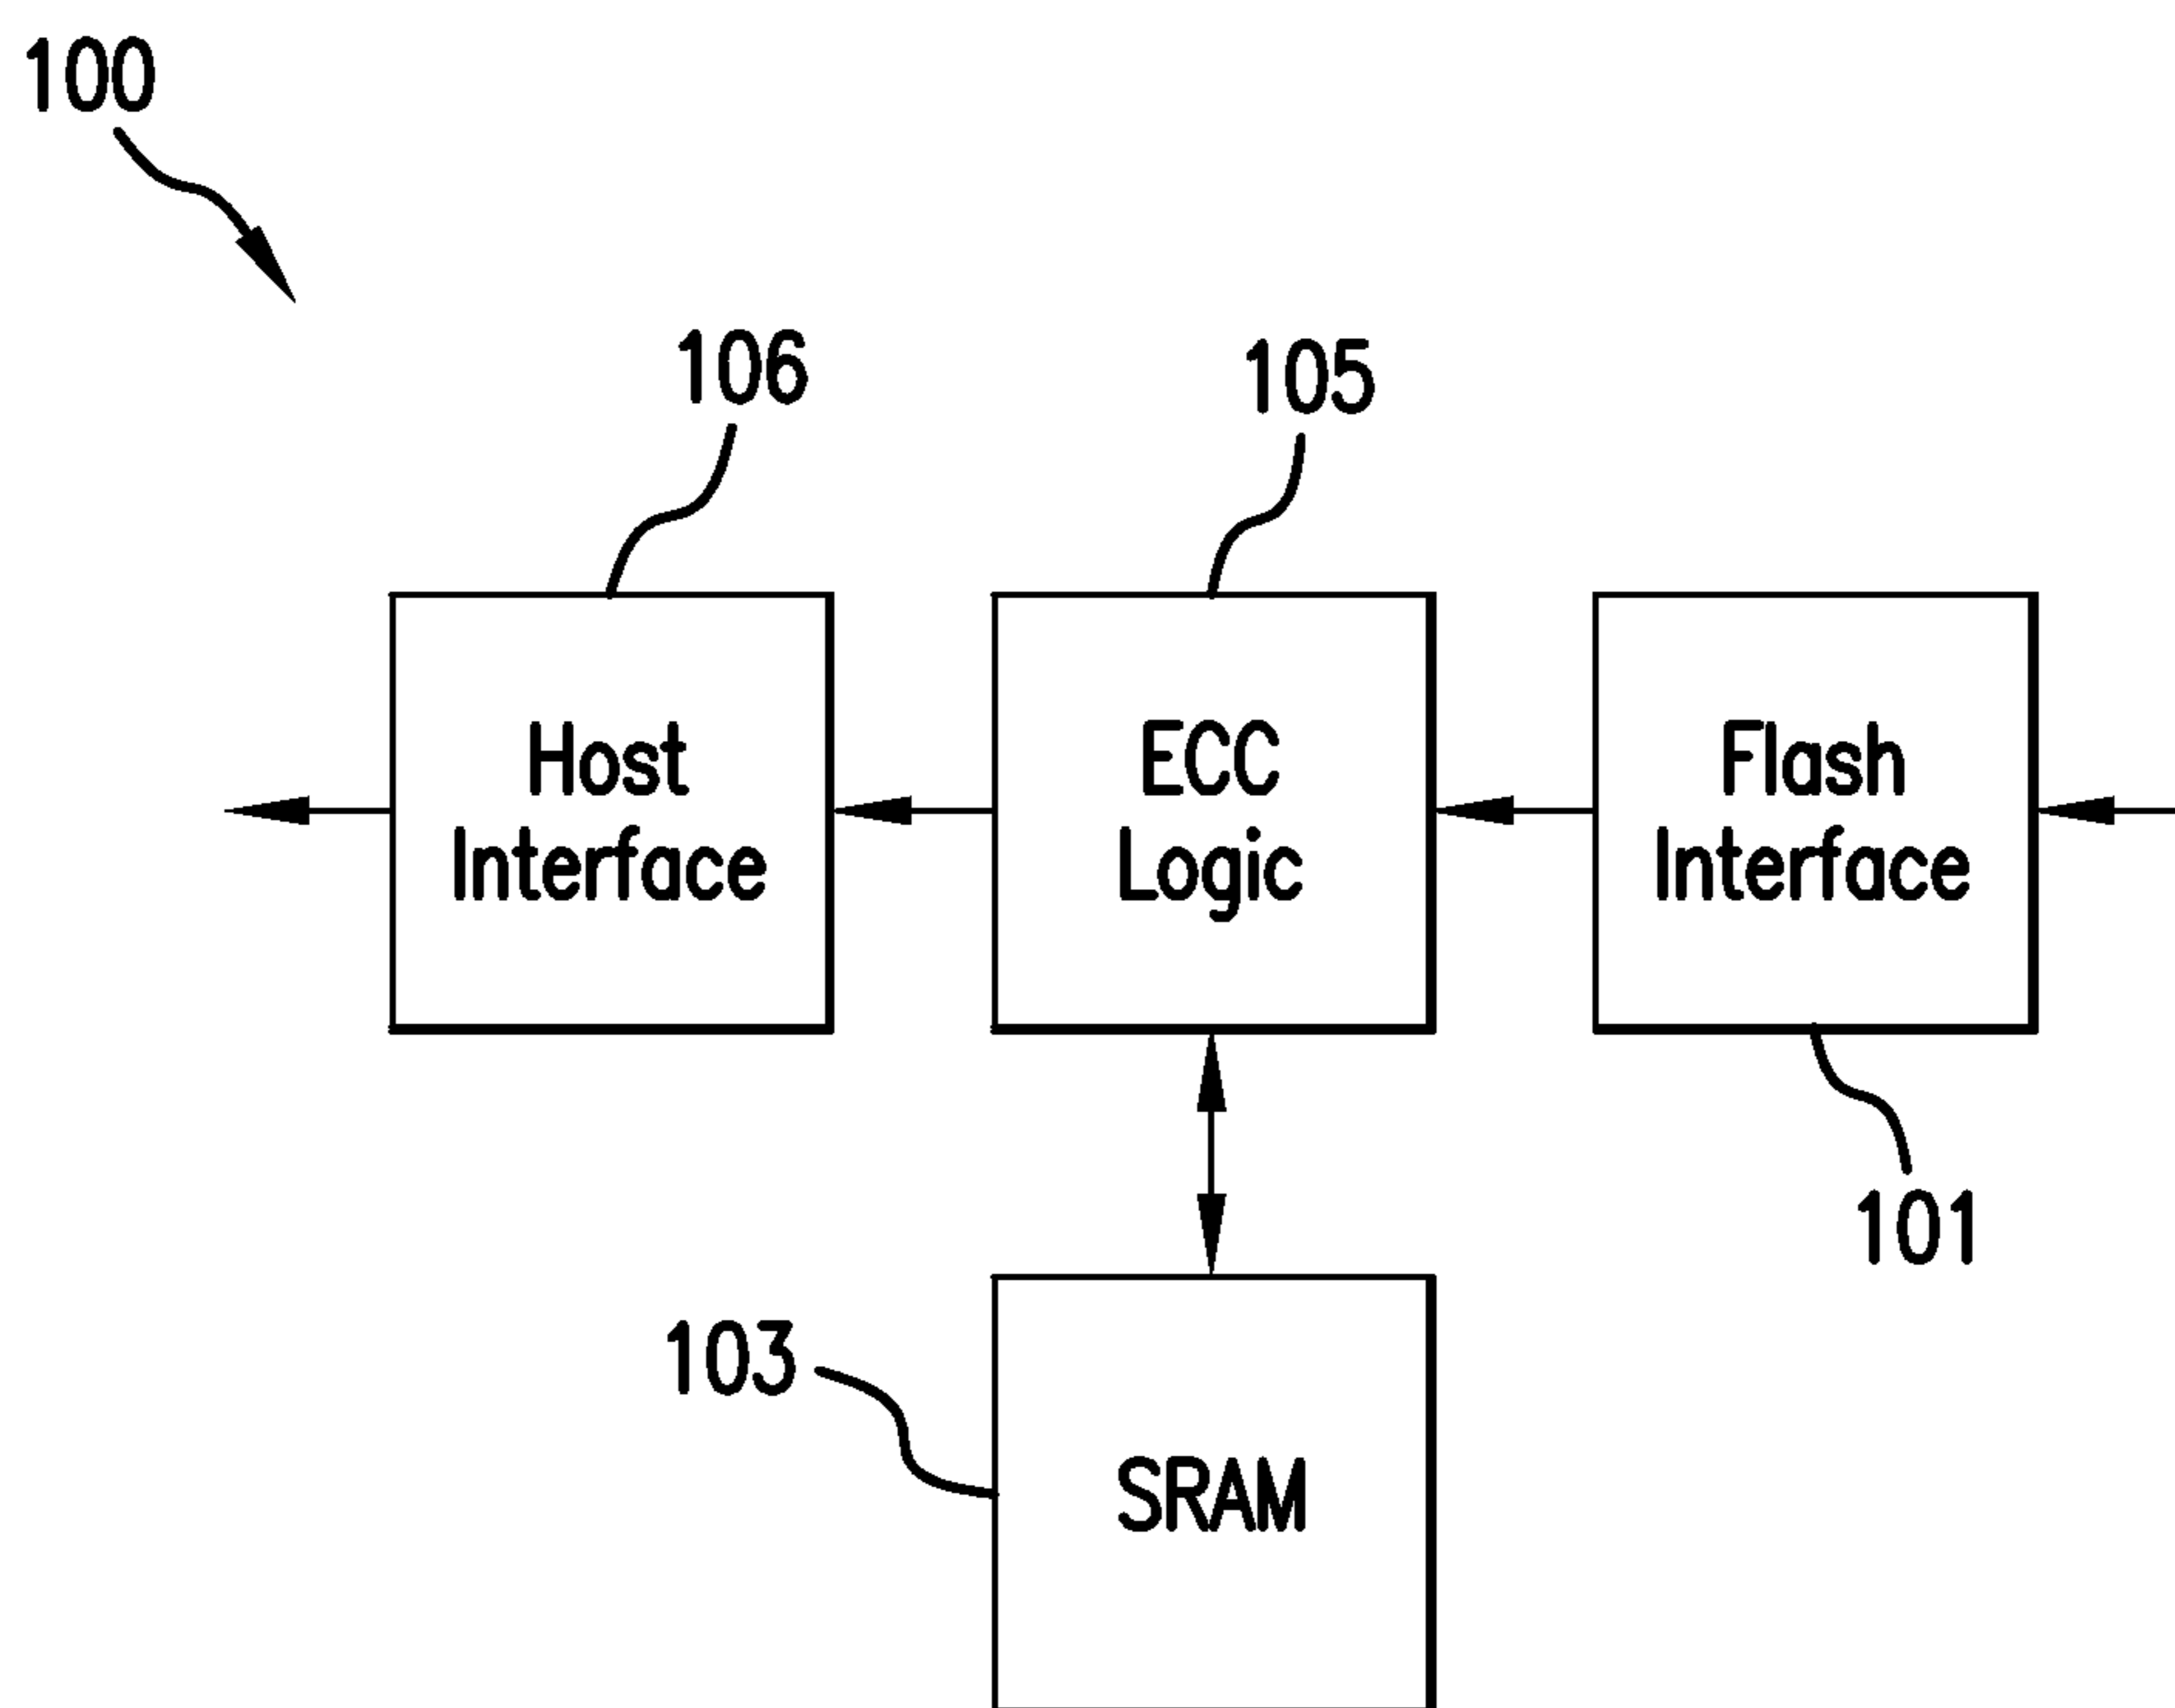 100
106
105
Host
Interface
ECC
Logic
Flash
Interface
101
103
SRAM